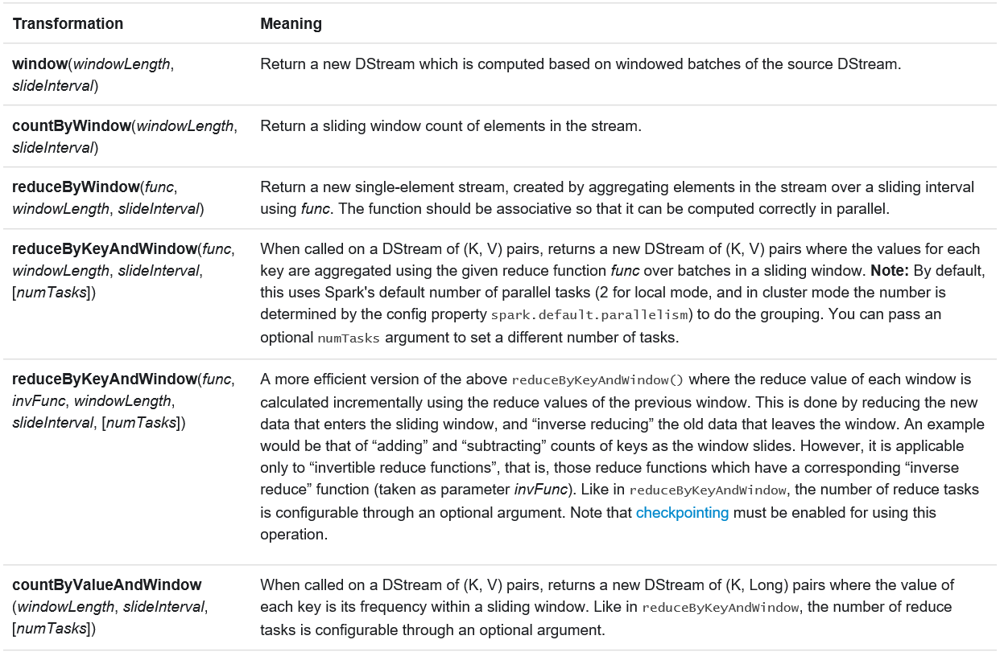 Transformation Meaning
window(windowLength, Return a new DStream which is computed based on windowed batches of the source DStream.
slideInterval)
countByWindow(windowLength, Return a sliding window count of elements in the stream.
slideInterval)
reduceByWindow(func, Return a new single-element stream, created by aggregating elements in the stream over a sliding interval
windowLength, slideInterval) using func. The function should be associative so that it can be computed correctly in parallel.
reduceByKeyAndWindow(func, When called on a DStream of (K, V) pairs, returns a new DStream of (K, V) pairs where the values for each
windowLength, slideInterval, key are aggregated using the given reduce function func over batches in a sliding window. Note: By default,
[numTasks]) this uses Spark's default number of parallel tasks (2 for local mode, and in cluster mode the number is
determined by the config property spark.default.parallelism) to do the grouping. You can pass an
optional numTasks argument to set a different number of tasks.
reduceByKeyAndWindow(func, A more efficient version of the above reduceByKeyAndWindow() where the reduce value of each window is
invFunc, windowLength, calculated incrementally using the reduce values of the previous window. This is done by reducing the new
slideInterval, [numTasks]) data that enters the sliding window, and “inverse reducing” the old data that leaves the window. An example
would be that of “adding” and “subtracting” counts of keys as the window slides. However, it is applicable
only to “invertible reduce functions”, that is, those reduce functions which have a corresponding “inverse
reduce” function (taken as parameter invFunc). Like in reduceByKeyAndWindow, the number of reduce tasks
is configurable through an optional argument. Note that checkpointing must be enabled for using this
operation.
countByValueAndWindow When called on a DStream of (K, V) pairs, returns a new DStream of (K, Long) pairs where the value of
(windowLength, slideInterval, each key is its frequency within a sliding window. Like in reduceByKeyAndWindow, the number of reduce
[numTasks]) tasks is configurable through an optional argument.